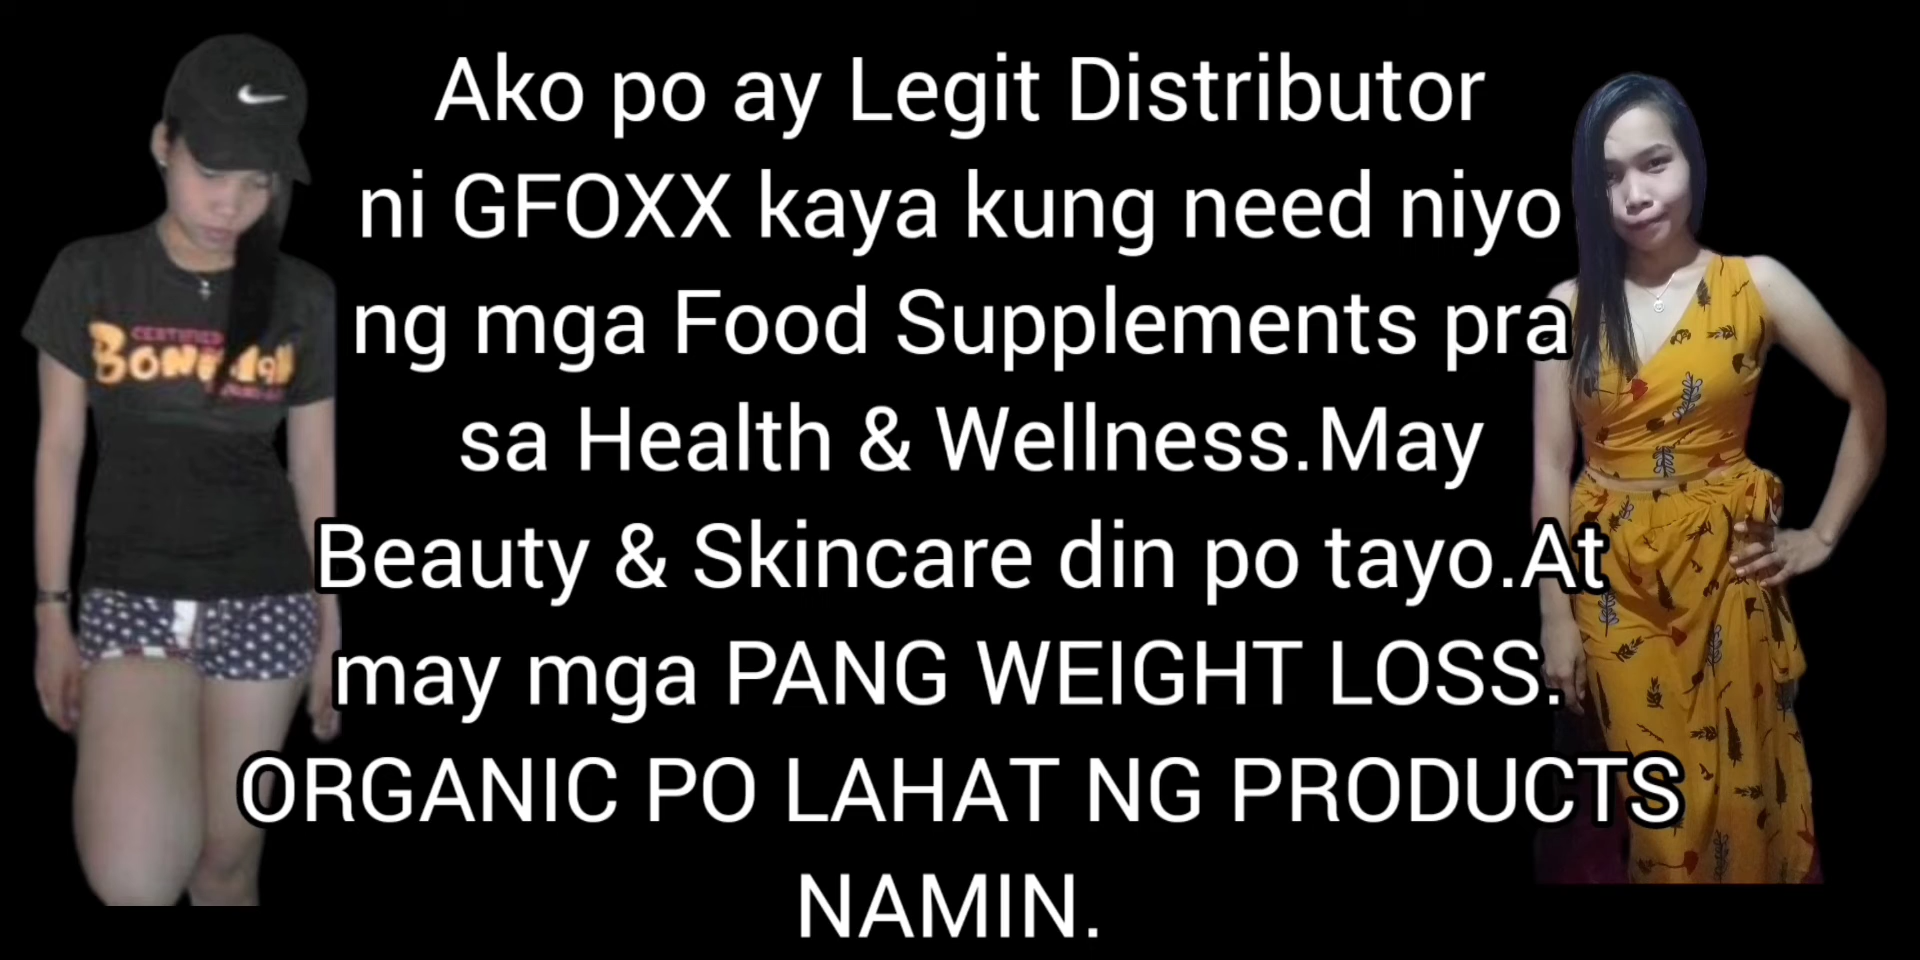 Ako po ay Legit Distributor
ni GFOXX kaya kung need niyo
ng mga Food Supplements pra
sa Health & Wellness.May
Beauty & Skincare din po tayo.At
may mga PANG WEIGHT LOSS.
ORGANIC PO LAHAT NG PRODUCTS
NAMIN.
CERTIFIED